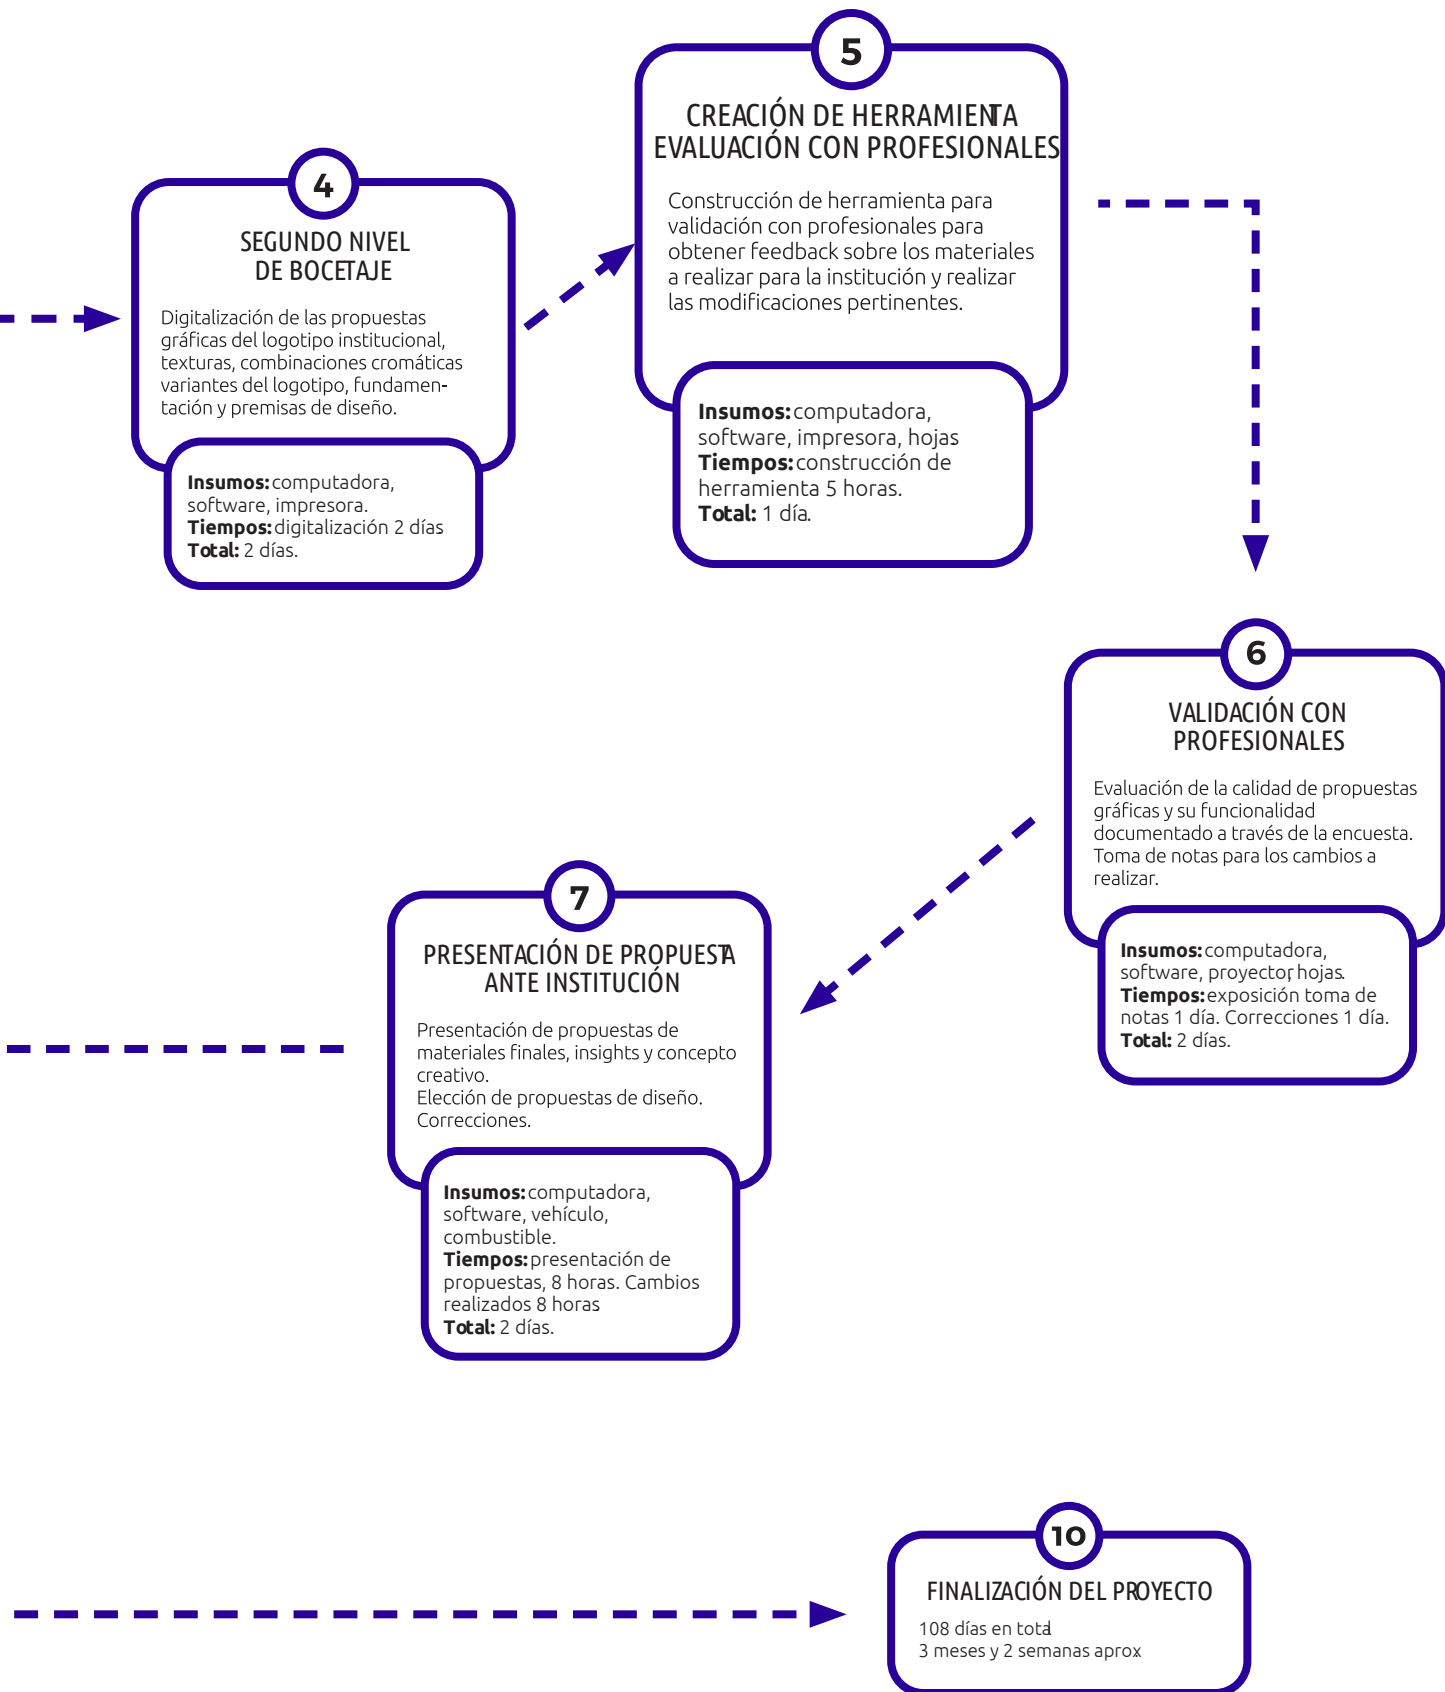 4
SEGUNDO NIVEL
DE BOCETAJE
Digitalización de las propuestas
gráficas del logotipo institucional,
texturas, combinaciones cromáticas
variantes del logotipo, fundamen-
tación y premisas de diseño.
Insumos: computadora,
software, impresora.
Tiempos: digitalización 2 días
Total: 2 días.
5
CREACIÓN DE HERRAMIENTA
EVALUACIÓN CON PROFESIONALES
Construcción de herramienta para
validación con profesionales para
obtener feedback sobre los materiales
a realizar para la institución y realizar
las modificaciones pertinentes.
Insumos: computadora,
software, impresora, hojas
Tiempos: construcción de
herramienta 5 horas.
Total: 1 día.
6
VALIDACIÓN CON
PROFESIONALES
Evaluación de la calidad de propuestas
gráficas y su funcionalidad
documentado a través de la encuesta.
Toma de notas para los cambios a
realizar.
Insumos: computadora,
software, proyector, hojas.
Tiempos: exposición toma de
notas 1 día. Correcciones 1 día.
Total: 2 días.
7
PRESENTACIÓN DE PROPUESTA
ANTE INSTITUCIÓN
Presentación de propuestas de
materiales finales, insights y concepto
creativo.
Elección de propuestas de diseño.
Correcciones.
Insumos: computadora,
software, vehículo,
combustible.
Tiempos: presentación de
propuestas, 8 horas. Cambios
realizados 8 horas
Total: 2 días.
10
FINALIZACIÓN DEL PROYECTO
108 días en total
3 meses y 2 semanas aprox